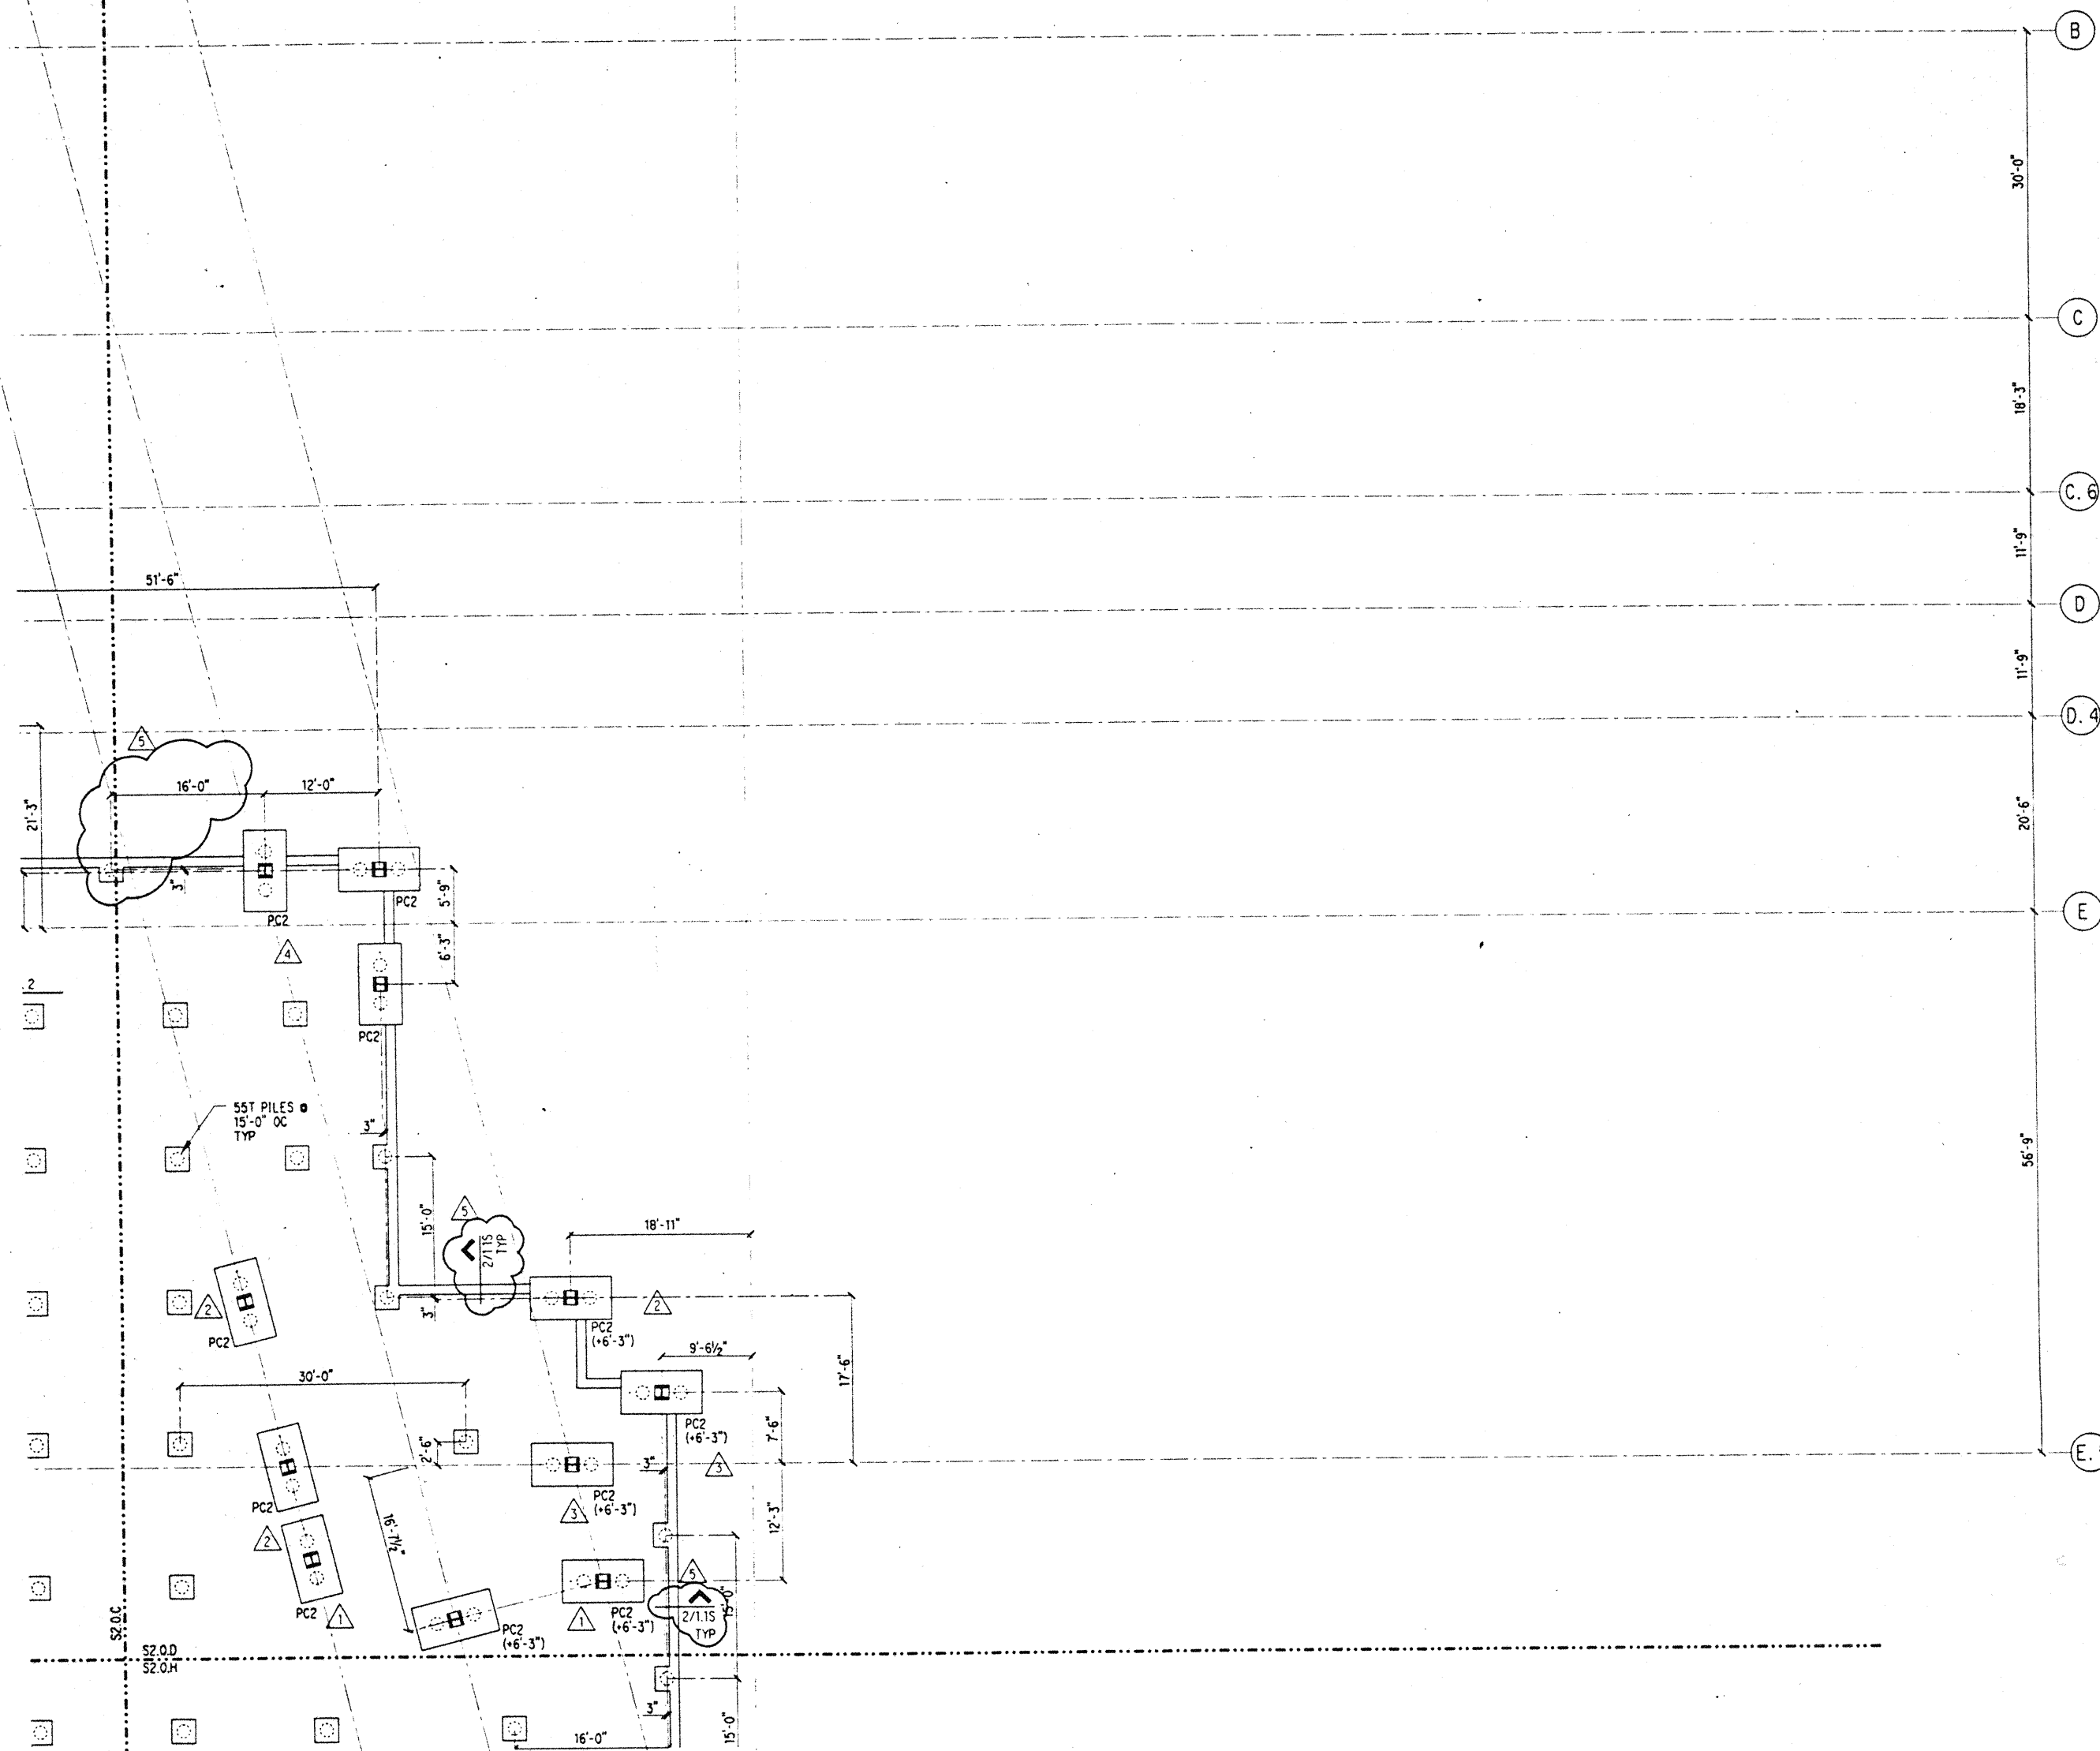 B
30'-0"
C
18'-3"
C.6
11'-9"
51'-6"
D
11'-9"
D.4
5
16'-0"
12'-0"
21'-3"
20'-6"
3"
PC2
5'-9"
PC2
E
4
6'-3"
.2
PC2
55T PILES @
15'-0" OC
TYP
3"
56'-9"
5
15'-0"
2/1.1S
TYP
18'-11"
2
PC2
3"
2
PC2
(+6'-3")
9'-6½"
30'-0"
17'-6"
PC2
(+6'-3")
7'-6"
2'-6"
3"
3
E.
PC2
2
16'-7½"
PC2
(+6'-3")
3
12'-3"
5
PC2
1
PC2
(+6'-3")
1
PC2
(+6'-3")
2/1.1S
TYP
15'-0"
S2.0.C
S2.0.D
S2.0.H
3"
15'-0"
16'-0"